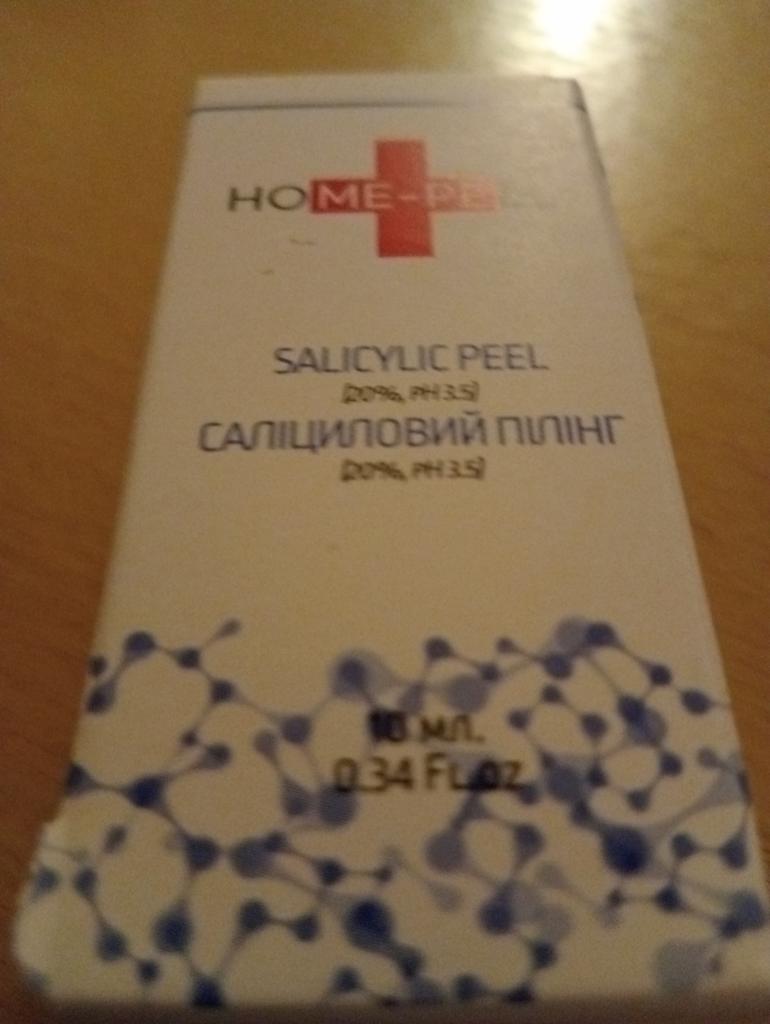 HOME-PEEL
SALICYLIC PEEL
(20%, PH 3.5)
САЛІЦИЛОВИЙ ПІЛІНГ
(20%, PH 3.5)
10 мл.
0.34 FL.oz